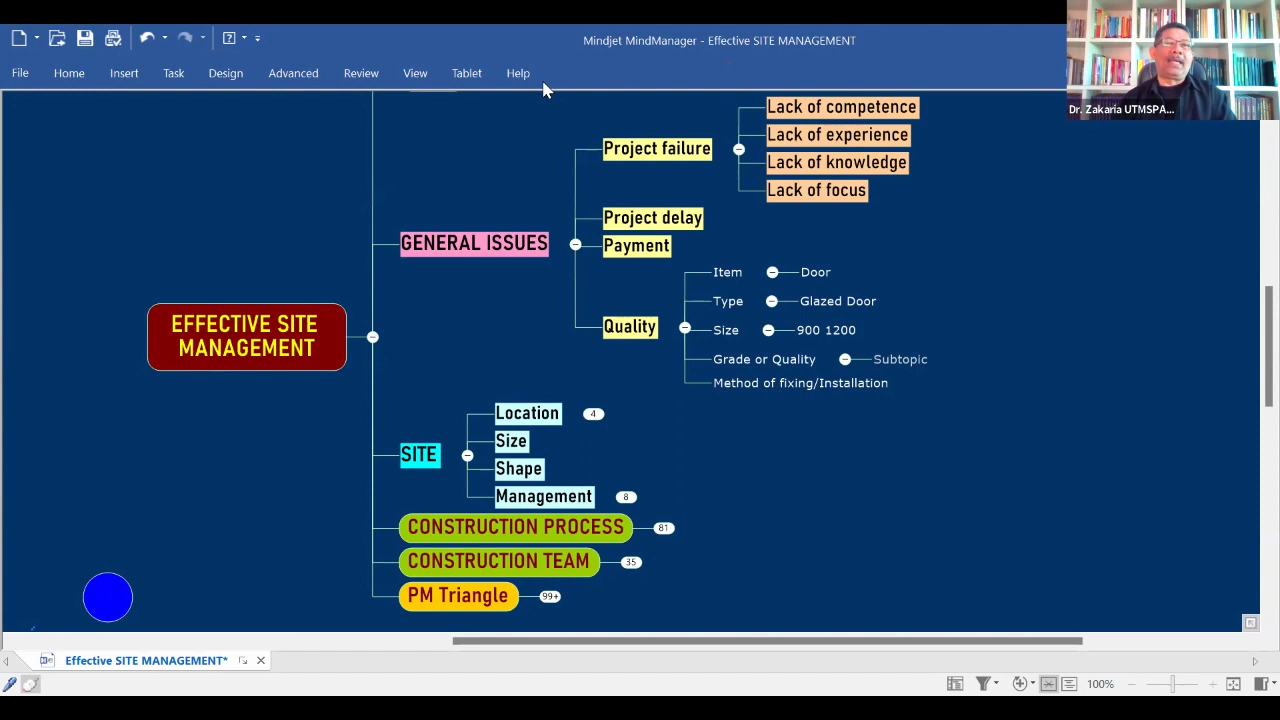 Mindjet MindManager - Effective SITE MANAGEMENT
File Home Insert Task Design Advanced Review View Tablet Help
Dr. Zakaria UTMSPA...
Lack of competence
Project failure
Lack of experience
Lack of knowledge
Lack of focus
Project delay
GENERAL ISSUES
Payment
Item Door
Type Glazed Door
Quality
Size 900 1200
Grade or Quality Subtopic
Method of fixing/Installation
EFFECTIVE SITE
MANAGEMENT
Location 4
Size
SITE
Shape
Management 8
CONSTRUCTION PROCESS 81
CONSTRUCTION TEAM 35
PM Triangle 99+
Effective SITE MANAGEMENT*
100%